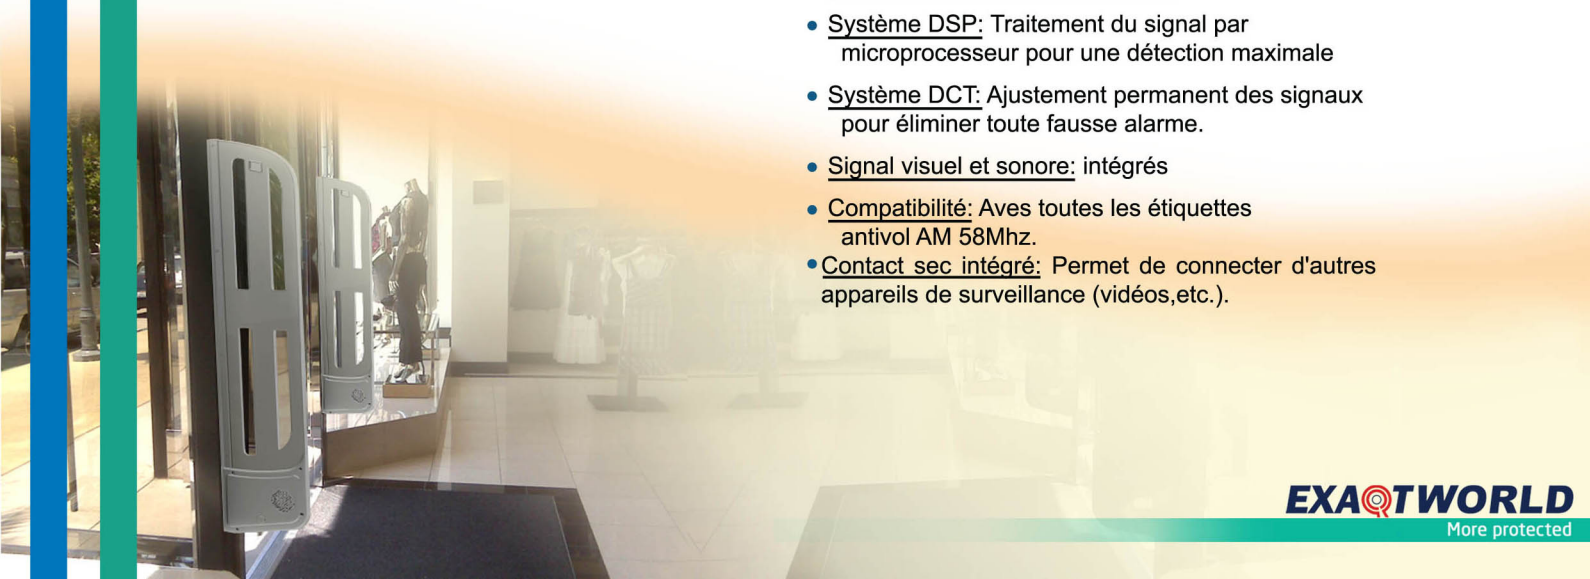 • Système DSP: Traitement du signal par
microprocesseur pour une détection maximale
• Système DCT: Ajustement permanent des signaux
pour éliminer toute fausse alarme.
• Signal visuel et sonore: intégrés
• Compatibilité: Aves toutes les étiquettes
antivol AM 58Mhz.
• Contact sec intégré: Permet de connecter d'autres
appareils de surveillance (vidéos,etc.).
EXAQTWORLD
More protected